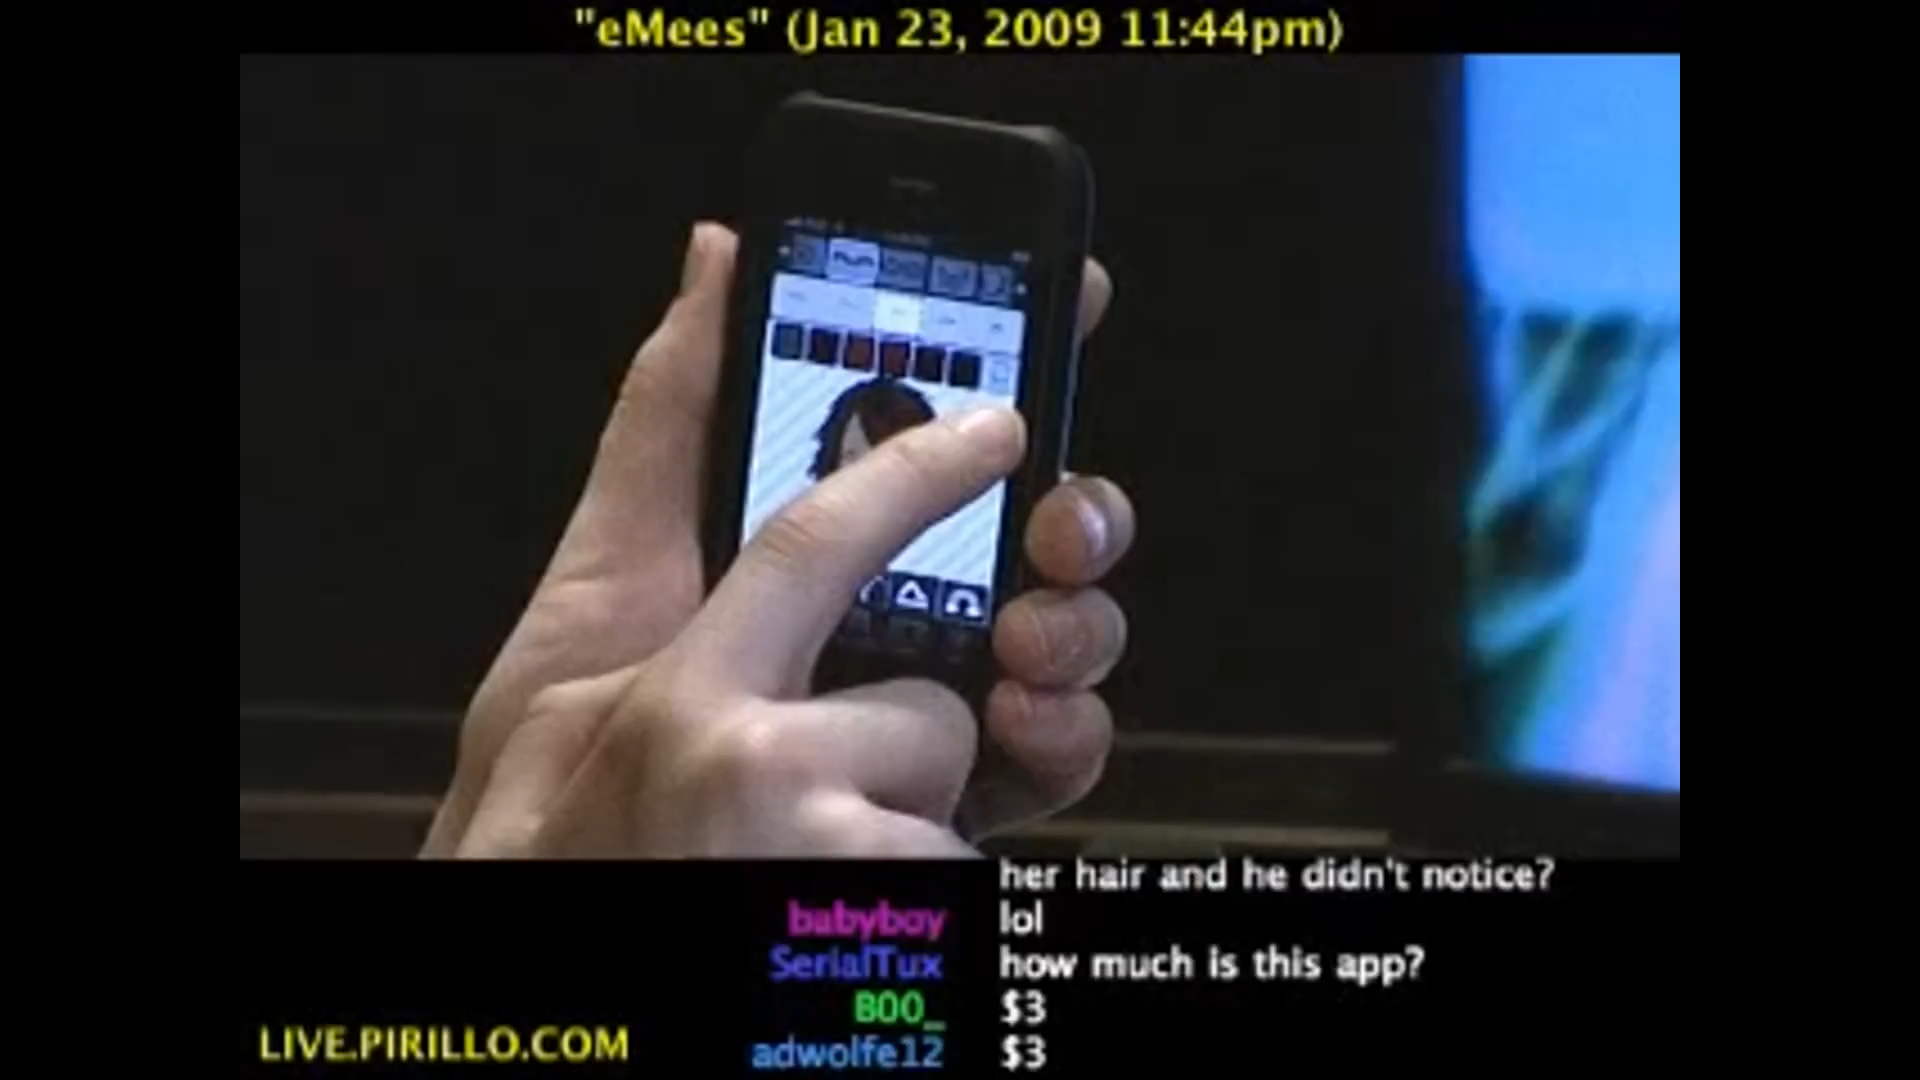 "eMees" (Jan 23, 2009 11:44pm)
her hair and he didn't notice?
babyboy lol
SerialTux how much is this app?
BOO_ $3
adwolfe12 $3
LIVE.PIRILLO.COM